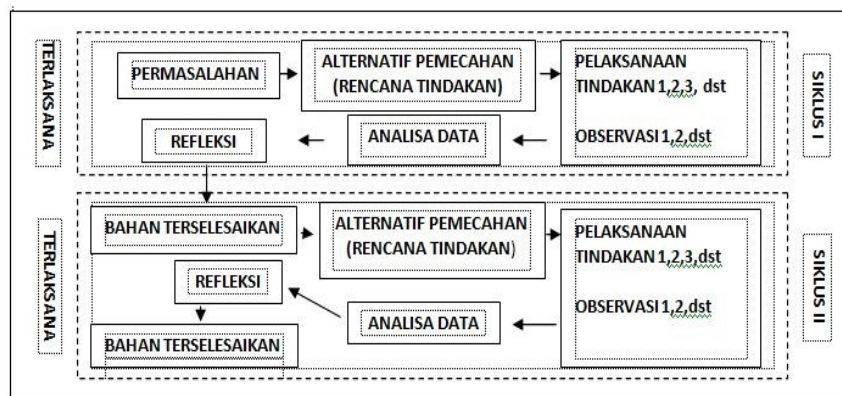 TERLAKSANA
PERMASALAHAN
ALTERNATIF PEMECAHAN
(RENCANA TINDAKAN)
PELAKSANAAN
TINDAKAN 1,2,3, dst
OBSERVASI 1,2,dst
ANALISA DATA
REFLEKSI
SIKLUS I
TERLAKSANA
BAHAN TERSELESAIKAN
ALTERNATIF PEMECAHAN
(RENCANA TINDAKAN)
PELAKSANAAN
TINDAKAN 1,2,3,dst
OBSERVASI 1,2,dst
ANALISA DATA
REFLEKSI
BAHAN TERSELESAIKAN
SIKLUS II